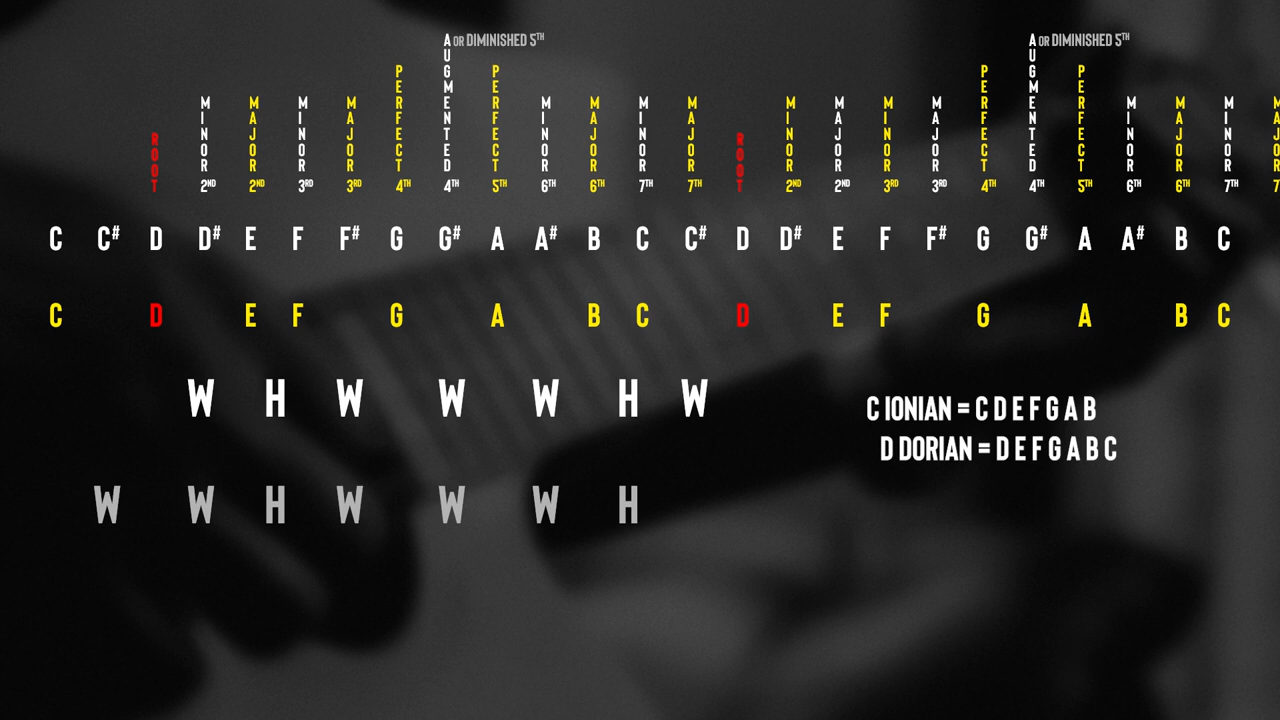 AUGMENTED 4TH OR DIMINISHED 5TH AUGMENTED 4TH OR DIMINISHED 5TH
ROOT MINOR 2ND MAJOR 2ND MINOR 3RD MAJOR 3RD PERFECT 4TH PERFECT 5TH MINOR 6TH MAJOR 6TH MINOR 7TH MAJOR 7TH ROOT MINOR 2ND MAJOR 2ND MINOR 3RD MAJOR 3RD PERFECT 4TH PERFECT 5TH MINOR 6TH MAJOR 6TH MINOR 7TH MAJOR 7
C C# D D# E F F# G G# A A# B C C# D D# E F F# G G# A A# B C
C D E F G A B C D E F G A B C
W H W W W H W
C IONIAN = C D E F G A B
D DORIAN = D E F G A B C
W W H W W W H